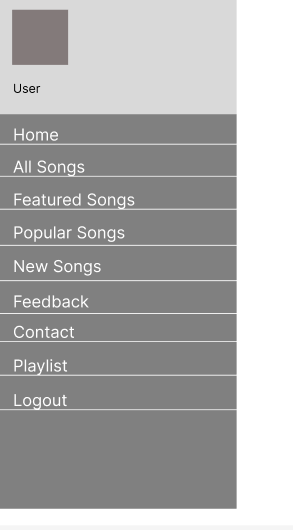 User
Home
All Songs
Featured Songs
Popular Songs
New Songs
Feedback
Contact
Playlist
Logout